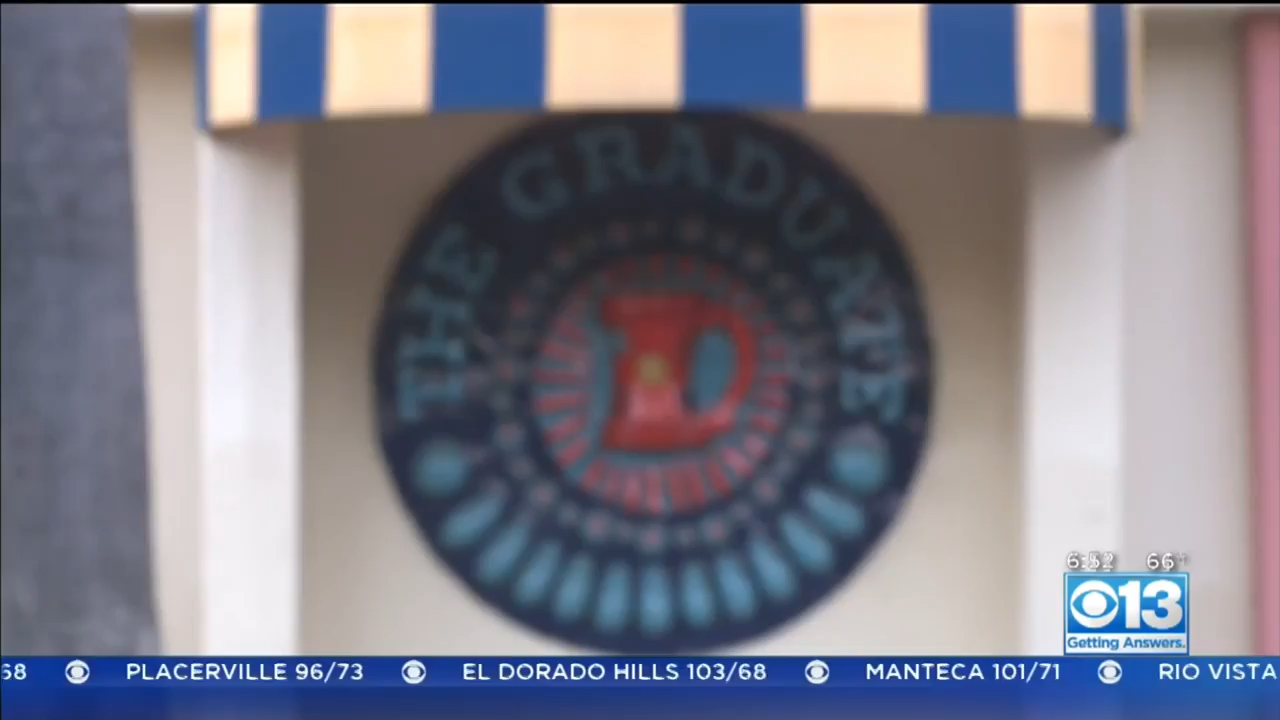 THE GRADUATE
D
6:52 66°
13
Getting Answers.
68 PLACERVILLE 96/73 EL DORADO HILLS 103/68 MANTECA 101/71 RIO VISTA